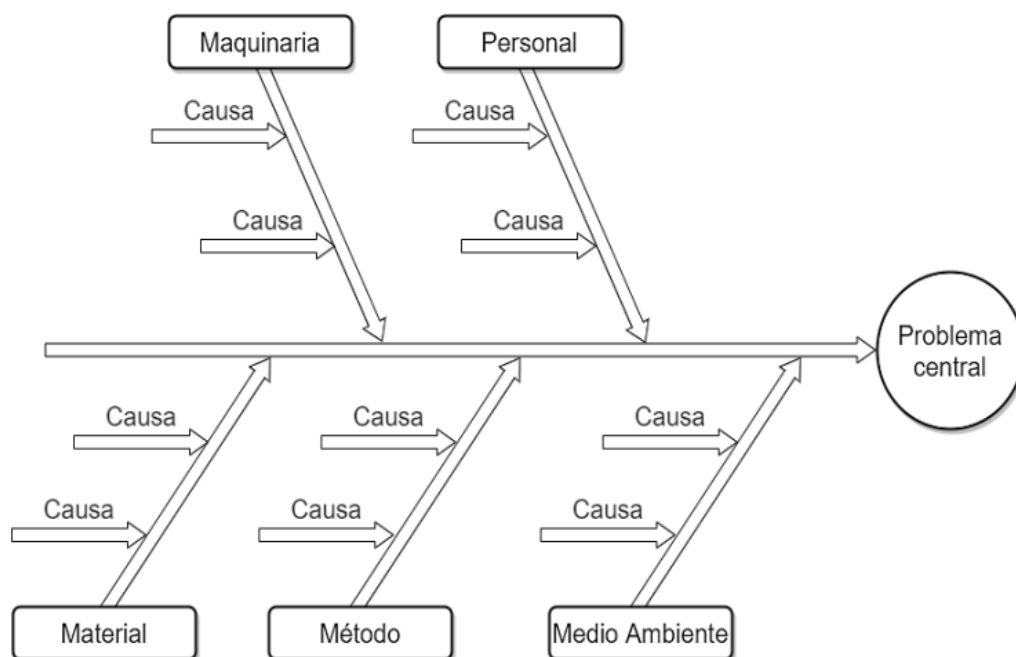 Maquinaria
Personal
Causa
Causa
Causa
Causa
Problema
central
Causa
Causa
Causa
Causa
Causa
Causa
Material
Método
Medio Ambiente